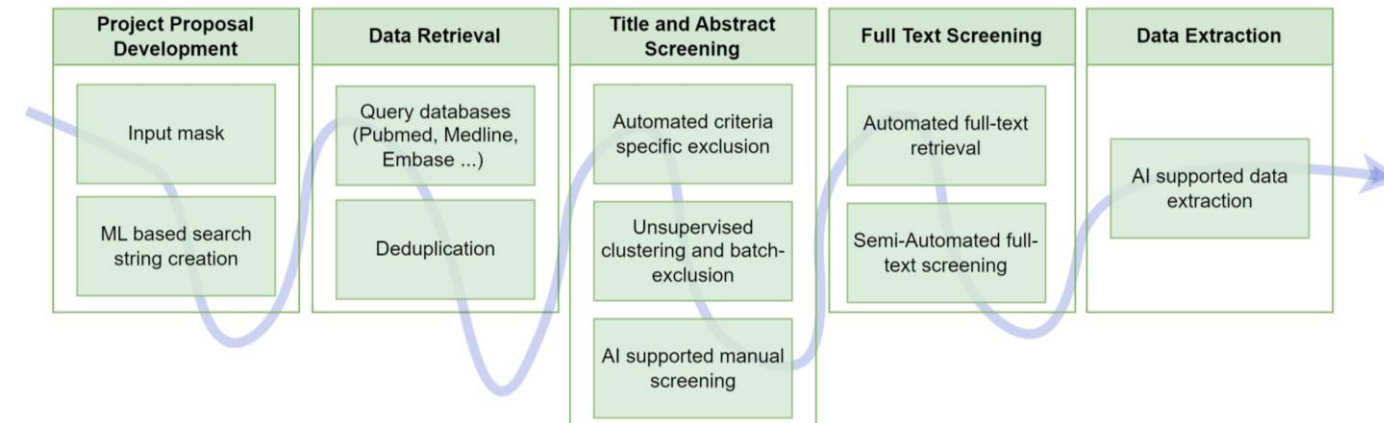 Project Proposal
Development
Input mask
ML based search
string creation
Data Retrieval
Query databases
(Pubmed, Medline,
Embase ...)
Deduplication
Title and Abstract
Screening
Automated criteria
specific exclusion
Unsupervised
clustering and batch-
exclusion
AI supported manual
screening
Full Text Screening
Automated full-text
retrieval
Semi-Automated full-
text screening
Data Extraction
AI supported data
extraction